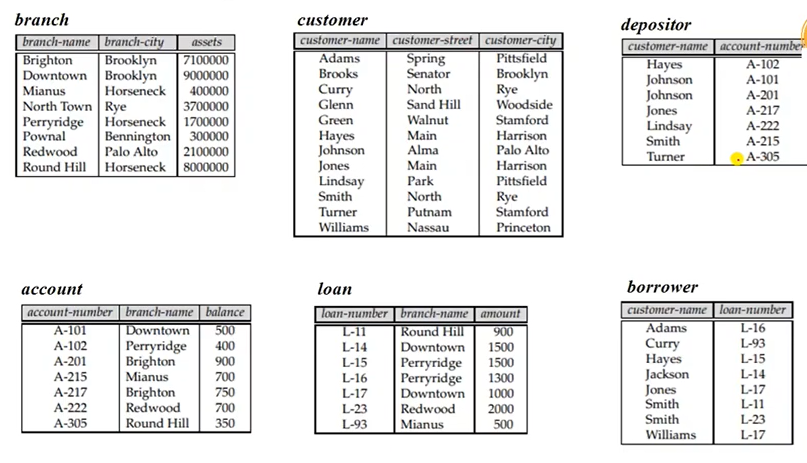 branch
branch-name branch-city assets
Brighton Brooklyn 7100000
Downtown Brooklyn 9000000
Mianus Horseneck 400000
North Town Rye 3700000
Perryridge Horseneck 1700000
Pownal Bennington 300000
Redwood Palo Alto 2100000
Round Hill Horseneck 8000000
customer
customer-name customer-street customer-city
Adams Spring Pittsfield
Brooks Senator Brooklyn
Curry North Rye
Glenn Sand Hill Woodside
Green Walnut Stamford
Hayes Main Harrison
Johnson Alma Palo Alto
Jones Main Harrison
Lindsay Park Pittsfield
Smith North Rye
Turner Putnam Stamford
Williams Nassau Princeton
depositor
customer-name account-number
Hayes A-102
Johnson A-101
Johnson A-201
Jones A-217
Lindsay A-222
Smith A-215
Turner A-305
account
account-number branch-name balance
A-101 Downtown 500
A-102 Perryridge 400
A-201 Brighton 900
A-215 Mianus 700
A-217 Brighton 750
A-222 Redwood 700
A-305 Round Hill 350
loan
loan-number branch-name amount
L-11 Round Hill 900
L-14 Downtown 1500
L-15 Perryridge 1500
L-16 Perryridge 1300
L-17 Downtown 1000
L-23 Redwood 2000
L-93 Mianus 500
borrower
customer-name loan-number
Adams L-16
Curry L-93
Hayes L-15
Jackson L-14
Jones L-17
Smith L-11
Smith L-23
Williams L-17